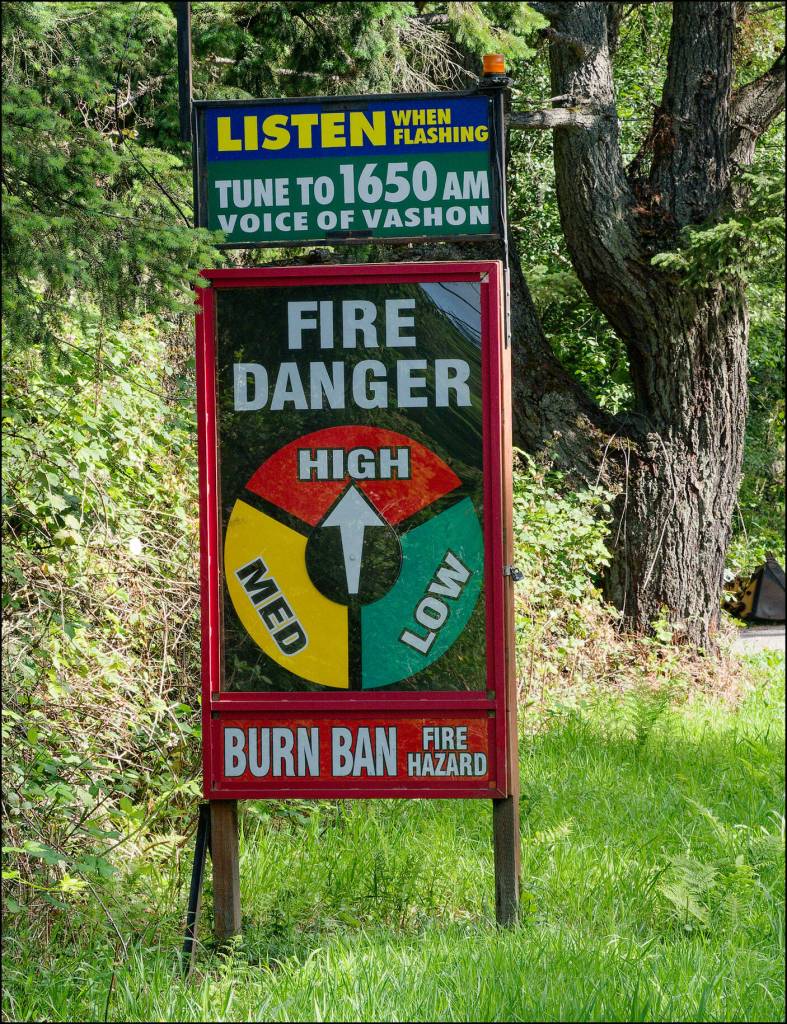 LISTEN WHEN FLASHING
TUNE TO 1650 AM
VOICE OF VASHON
FIRE
DANGER
HIGH
MED
LOW
BURN BAN FIRE HAZARD